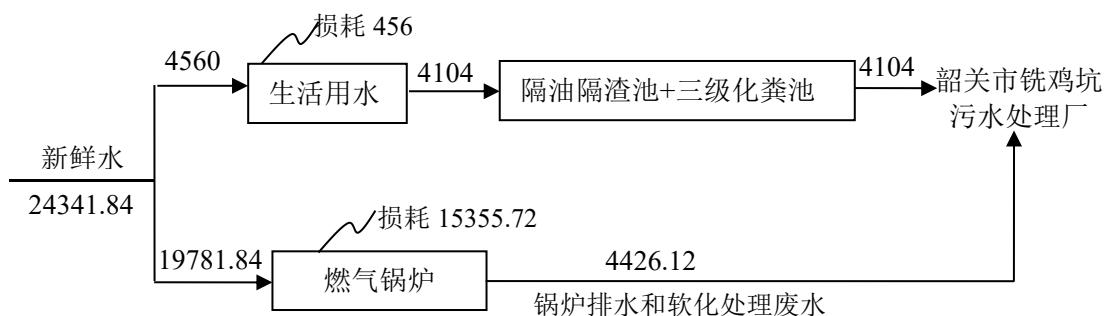 损耗 456
4560
生活用水
4104
隔油隔渣池+三级化粪池
4104
韶关市铣鸡坑
污水处理厂
新鲜水
24341.84
损耗 15355.72
19781.84
燃气锅炉
4426.12
锅炉排水和软化处理废水